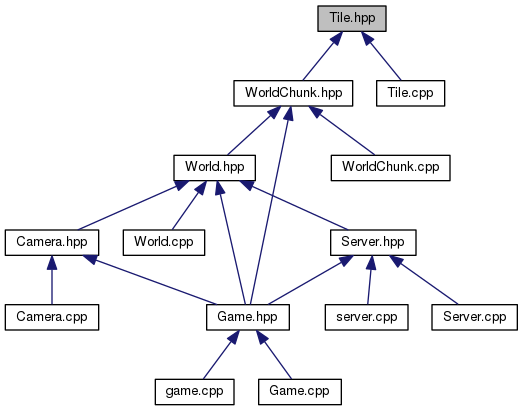 Tile.hpp
WorldChunk.hpp
Tile.cpp
World.hpp
WorldChunk.cpp
Camera.hpp
World.cpp
Server.hpp
Camera.cpp
Game.hpp
server.cpp
Server.cpp
game.cpp
Game.cpp